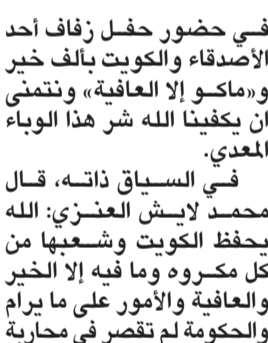 في حضور حفل زفاف أحد
الأصدقاء والكويت بألف خير
و«ماكو إلا العافية» ونتمنى
ان يكفينا الله شر هذا الوباء
المعدي.
في السياق ذاته، قال
محمد لايش العنزي: الله
يحفظ الكويت وشعبها من
كل مكروه وما فيه إلا الخير
والعافية والأمور على ما يرام
والحكومة لم تقصر في محاربة